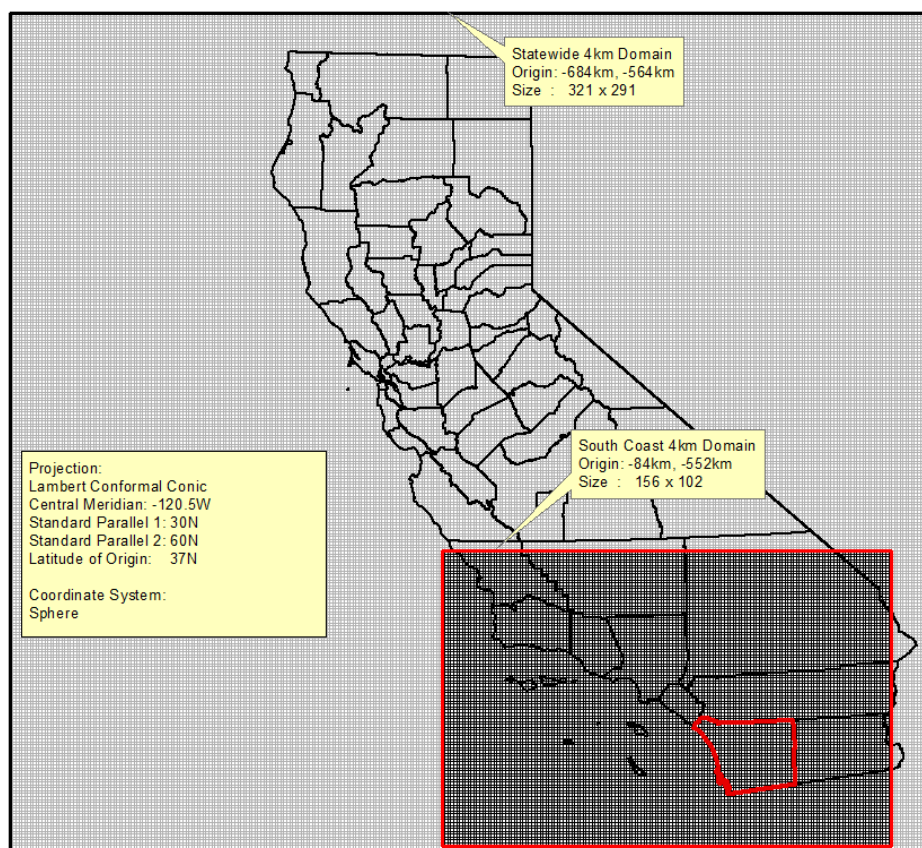 Statewide 4km Domain
Origin: -684km, -564km
Size : 321 x 291
South Coast 4km Domain
Origin: -84km, -552km
Size : 156 x 102
Projection:
Lambert Conformal Conic
Central Meridian: -120.5W
Standard Parallel 1: 30N
Standard Parallel 2: 60N
Latitude of Origin: 37N
Coordinate System:
Sphere